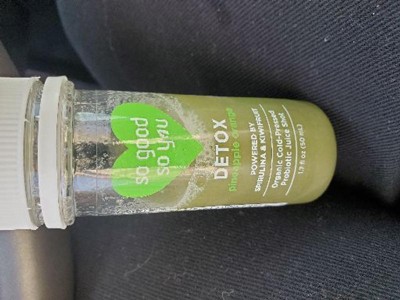 so good
so you
DETOX
pineapple orange
POWERED BY
SPIRULINA & KIWIFRUIT
Organic Cold-Pressed
Probiotic Juice Shot
1.7 fl oz (50 mL)